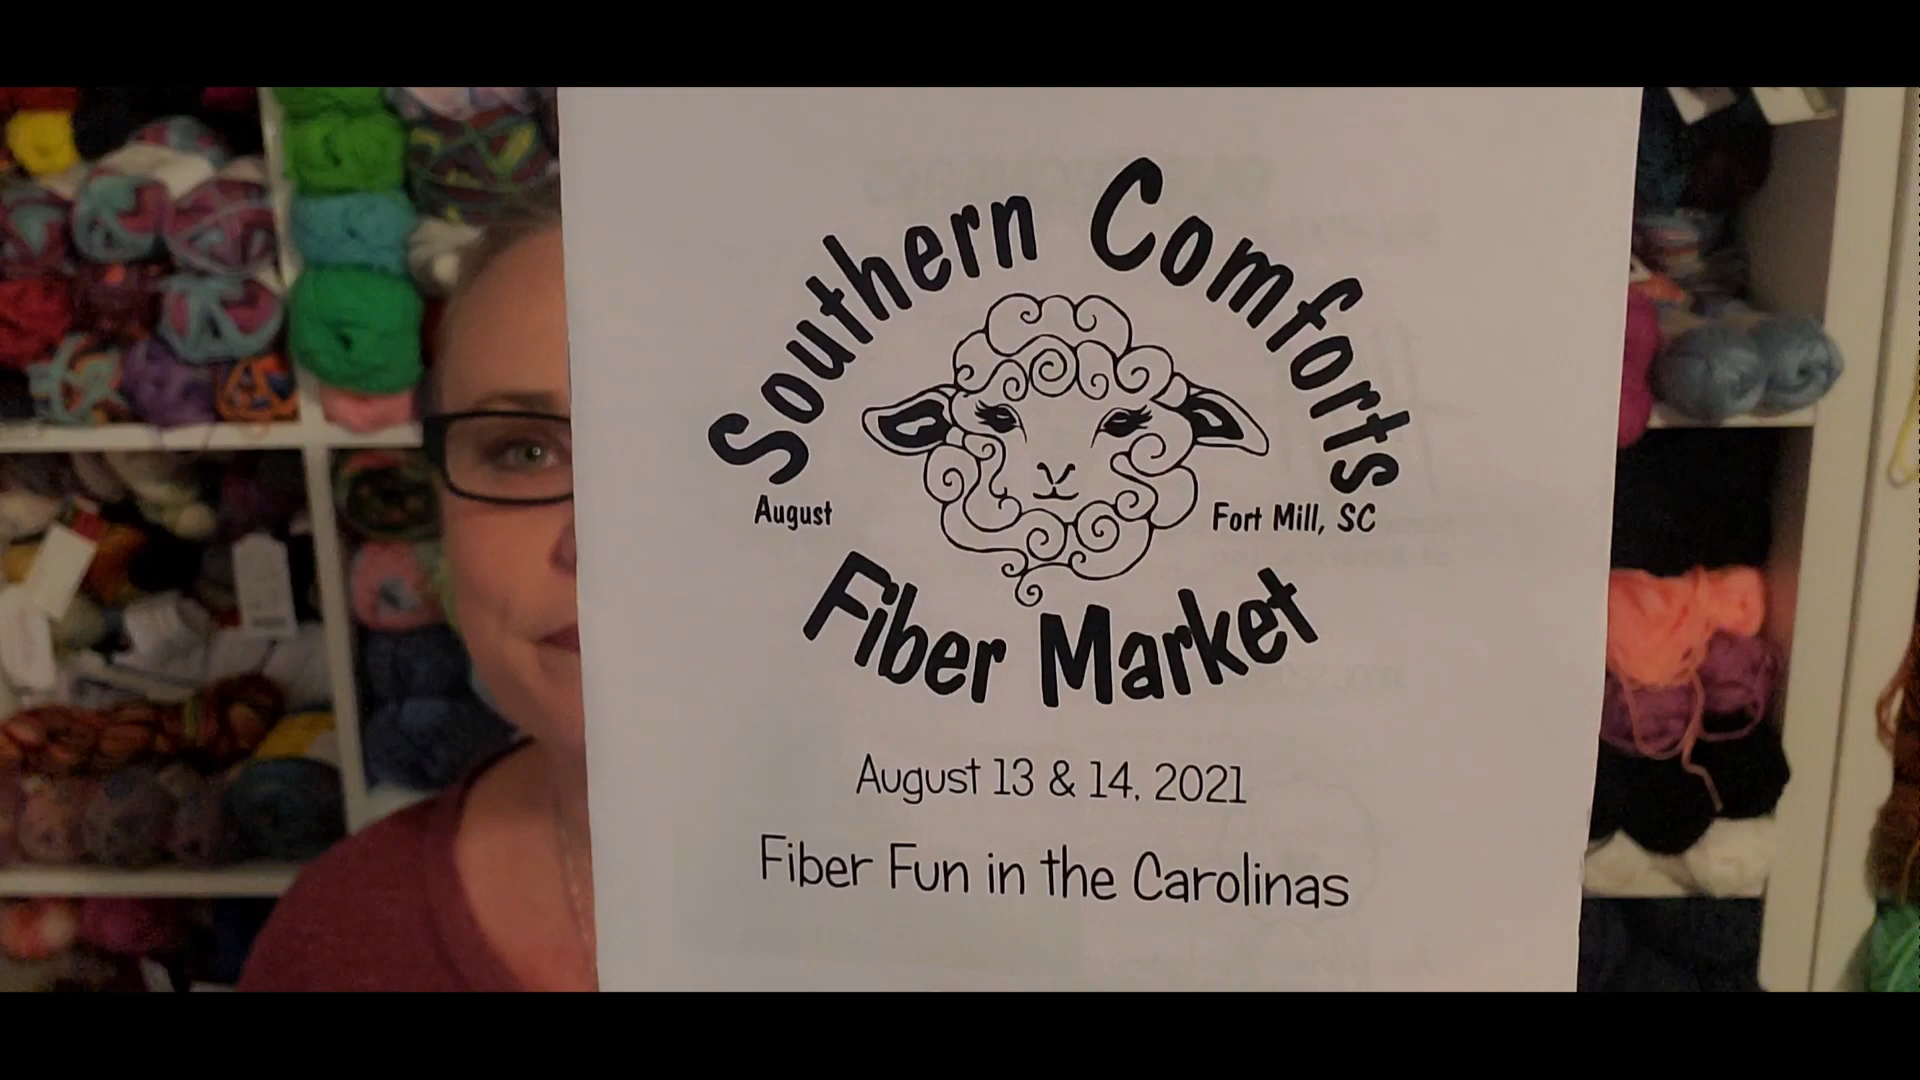 Southern Comforts
August
Fort Mill, SC
Fiber Market
August 13 & 14, 2021
Fiber Fun in the Carolinas